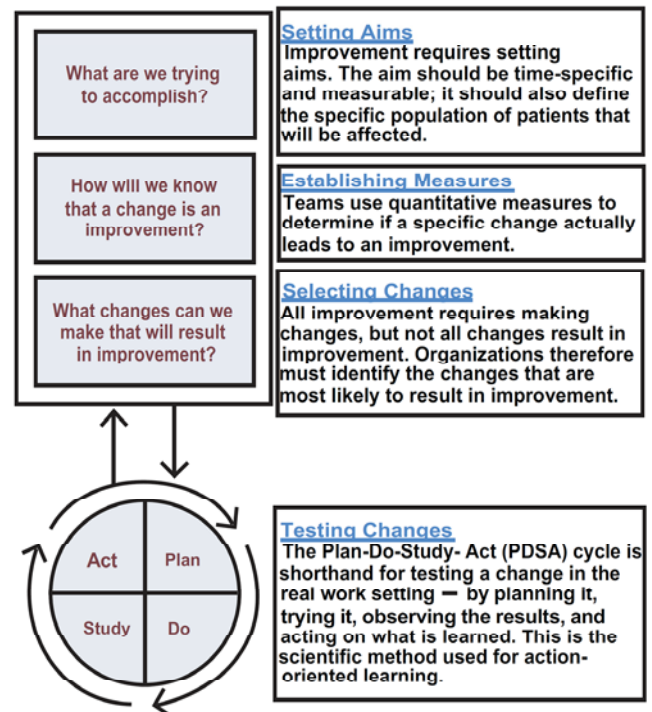 What are we trying
to accomplish?
Setting Aims
Improvement requires setting
aims. The aim should be time-specific
and measurable; it should also define
the specific population of patients that
will be affected.
How will we know
that a change is an
improvement?
Establishing Measures
Teams use quantitative measures to
determine if a specific change actually
leads to an improvement.
What changes can we
make that will result
in improvement?
Selecting Changes
All improvement requires making
changes, but not all changes result in
improvement. Organizations therefore
must identify the changes that are
most likely to result in improvement.
Act
Plan
Study
Do
Testing Changes
The Plan-Do-Study- Act (PDSA) cycle is
shorthand for testing a change in the
real work setting — by planning it,
trying it, observing the results, and
acting on what is learned. This is the
scientific method used for action-
oriented learning.